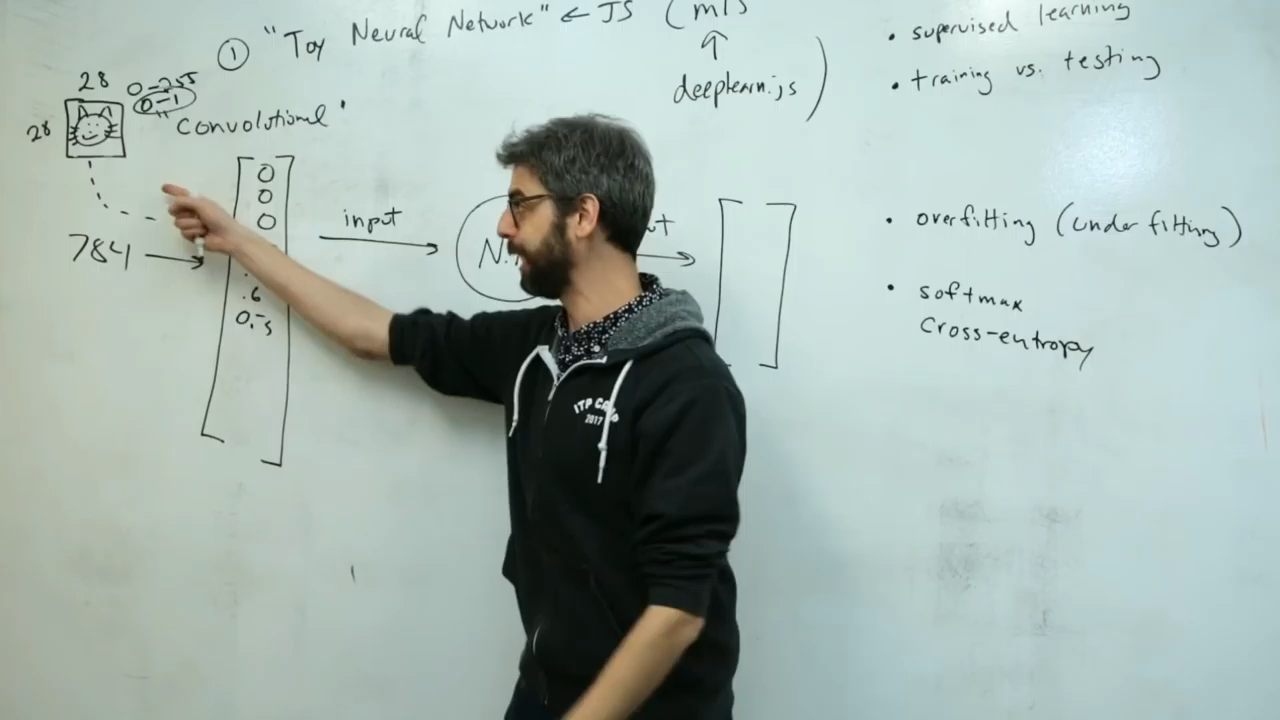 ① "Toy Neural Network" ← JS (ml5
deeplearn.js)
28 0-255
0-1
28
"Convolutional"
784 →
0
0
0
.6
0.5
input
N.
ITP CAMP
2017
• supervised learning
• training vs. testing
• overfitting (underfitting)
• softmax
cross-entropy